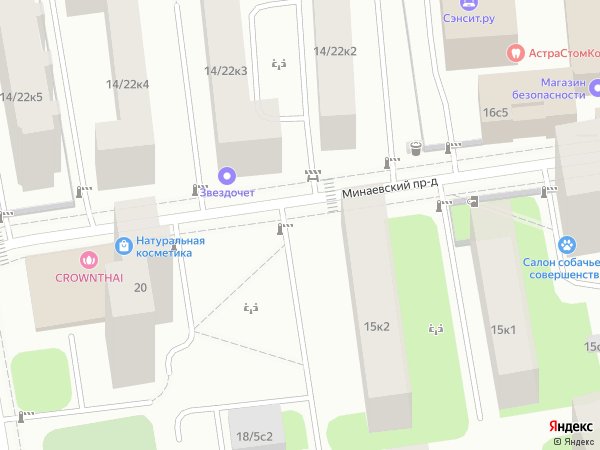 Сэнсит.ру
14/22к2
АстраСтомКо
14/22к3
14/22к4
Магазин
безопасности
14/22к5
16с5
Минаевский пр-д
Звездочет
Натуральная
косметика
CROWNTHAI
20
Салон собачье
совершенств
15к2
15к1
15с
18/5с2
Яндекс
© Яндекс